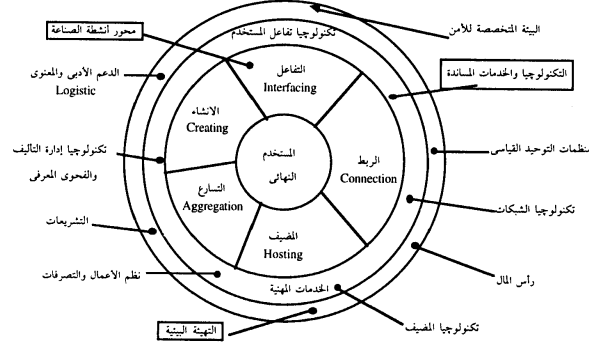 البيئة المتخصصة للأمن
محور أنشطة الصناعة
تكنولوجيا تفاعل المستخدم
الدعم الأدبى والمعنوى
Logistic
التفاعل
Interfacing
التكنولوجيا والخدمات المساندة
الانشاء
Creating
المستخدم
النهائى
الربط
Connection
منظمات التوحيد القياسى
تكنولوجيا إدارة التأليف
والفحوى المعرفى
التسارع
Aggregation
تكنولوجيا الشبكات
التشريعات
المضيف
Hosting
نظم الأعمال والتصرفات
رأس المال
الخدمات المهنية
التهيئة البيئية
تكنولوجيا المضيف